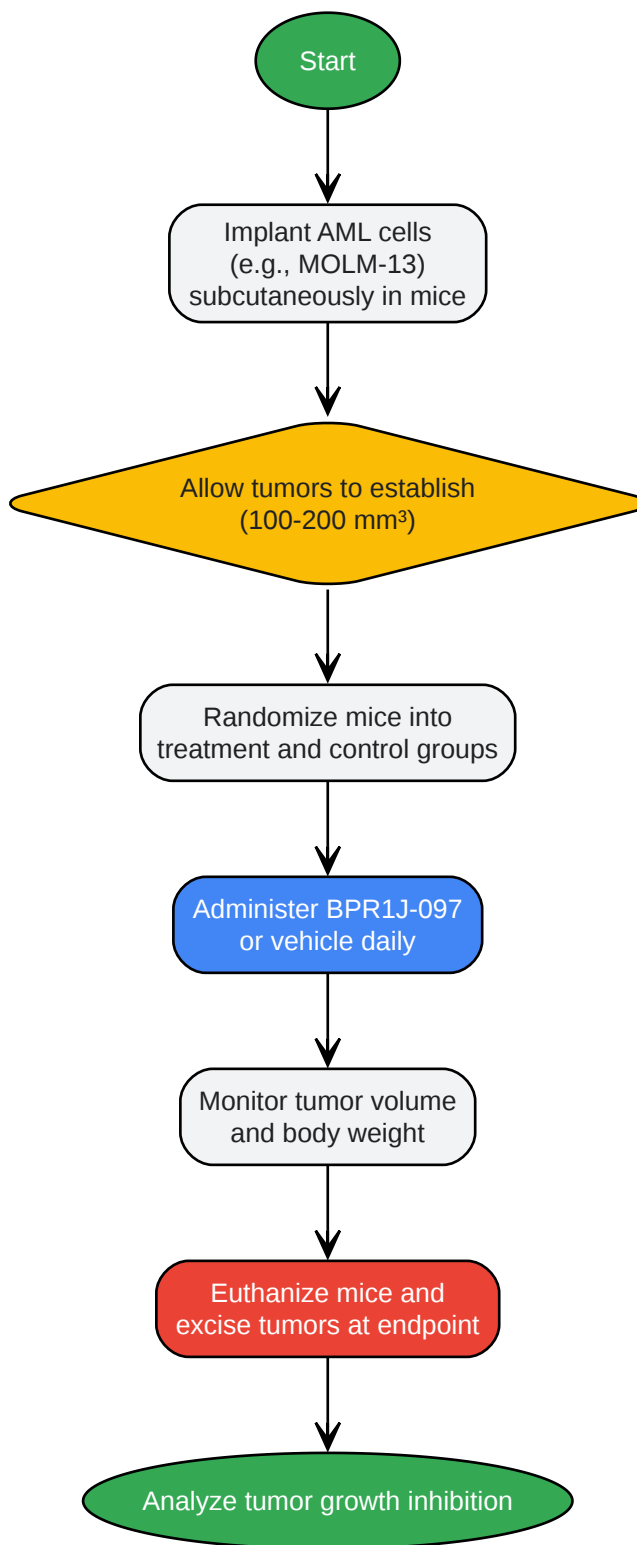 Start
Implant AML cells
(e.g., MOLM-13)
subcutaneously in mice
Allow tumors to establish
(100-200 mm³)
Randomize mice into
treatment and control groups
Administer BPR1J-097
or vehicle daily
Monitor tumor volume
and body weight
Euthanize mice and
excise tumors at endpoint
Analyze tumor growth inhibition